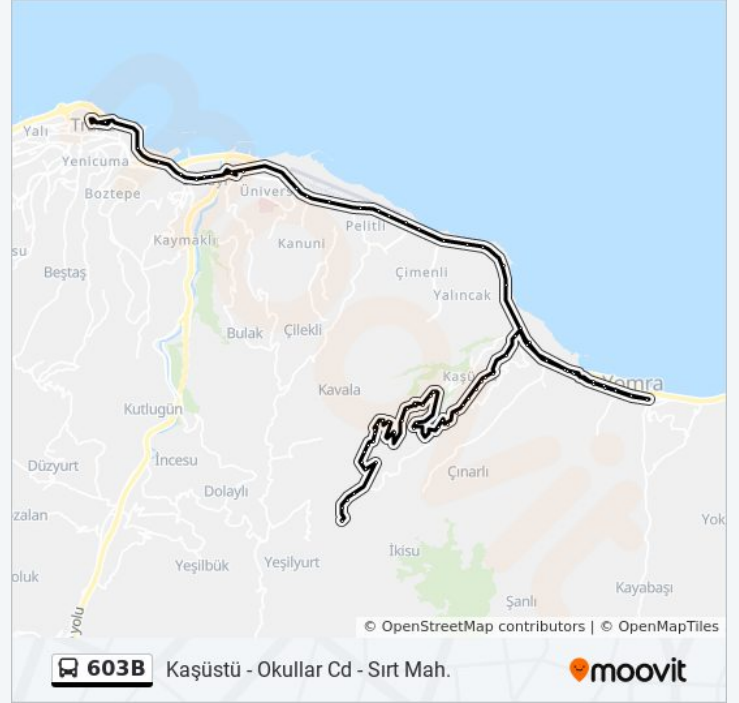 Yalı
Tr
Yenicuma
Boztepe
Ünivers
Pelitli
su
Kaymaklı
Kanuni
Beştaş
Çimenli
Yalıncak
Bulak
Çilekli
Kaşü
Yomra
Kavala
Kutlugün
Çınarlı
Düzyurt
İncesu
Dolaylı
zalan
Yok
İkisu
Yeşilbük
Yeşilyurt
oluk
Kayabaşı
Şanlı
yolu
© OpenStreetMap contributors | © OpenMapTiles
603B Kaşüstü - Okullar Cd - Sırt Mah. moovit